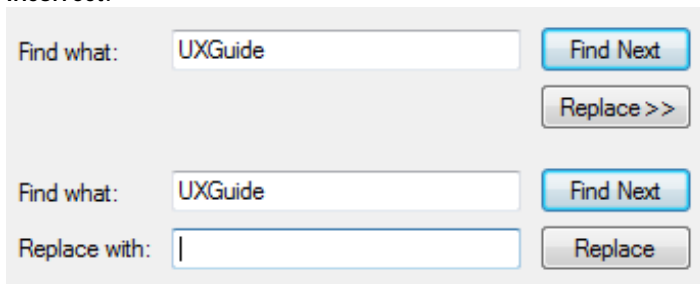 Incorrect:
Find what: UXGuide Find Next
Replace >>
Find what: UXGuide Find Next
Replace with: Replace